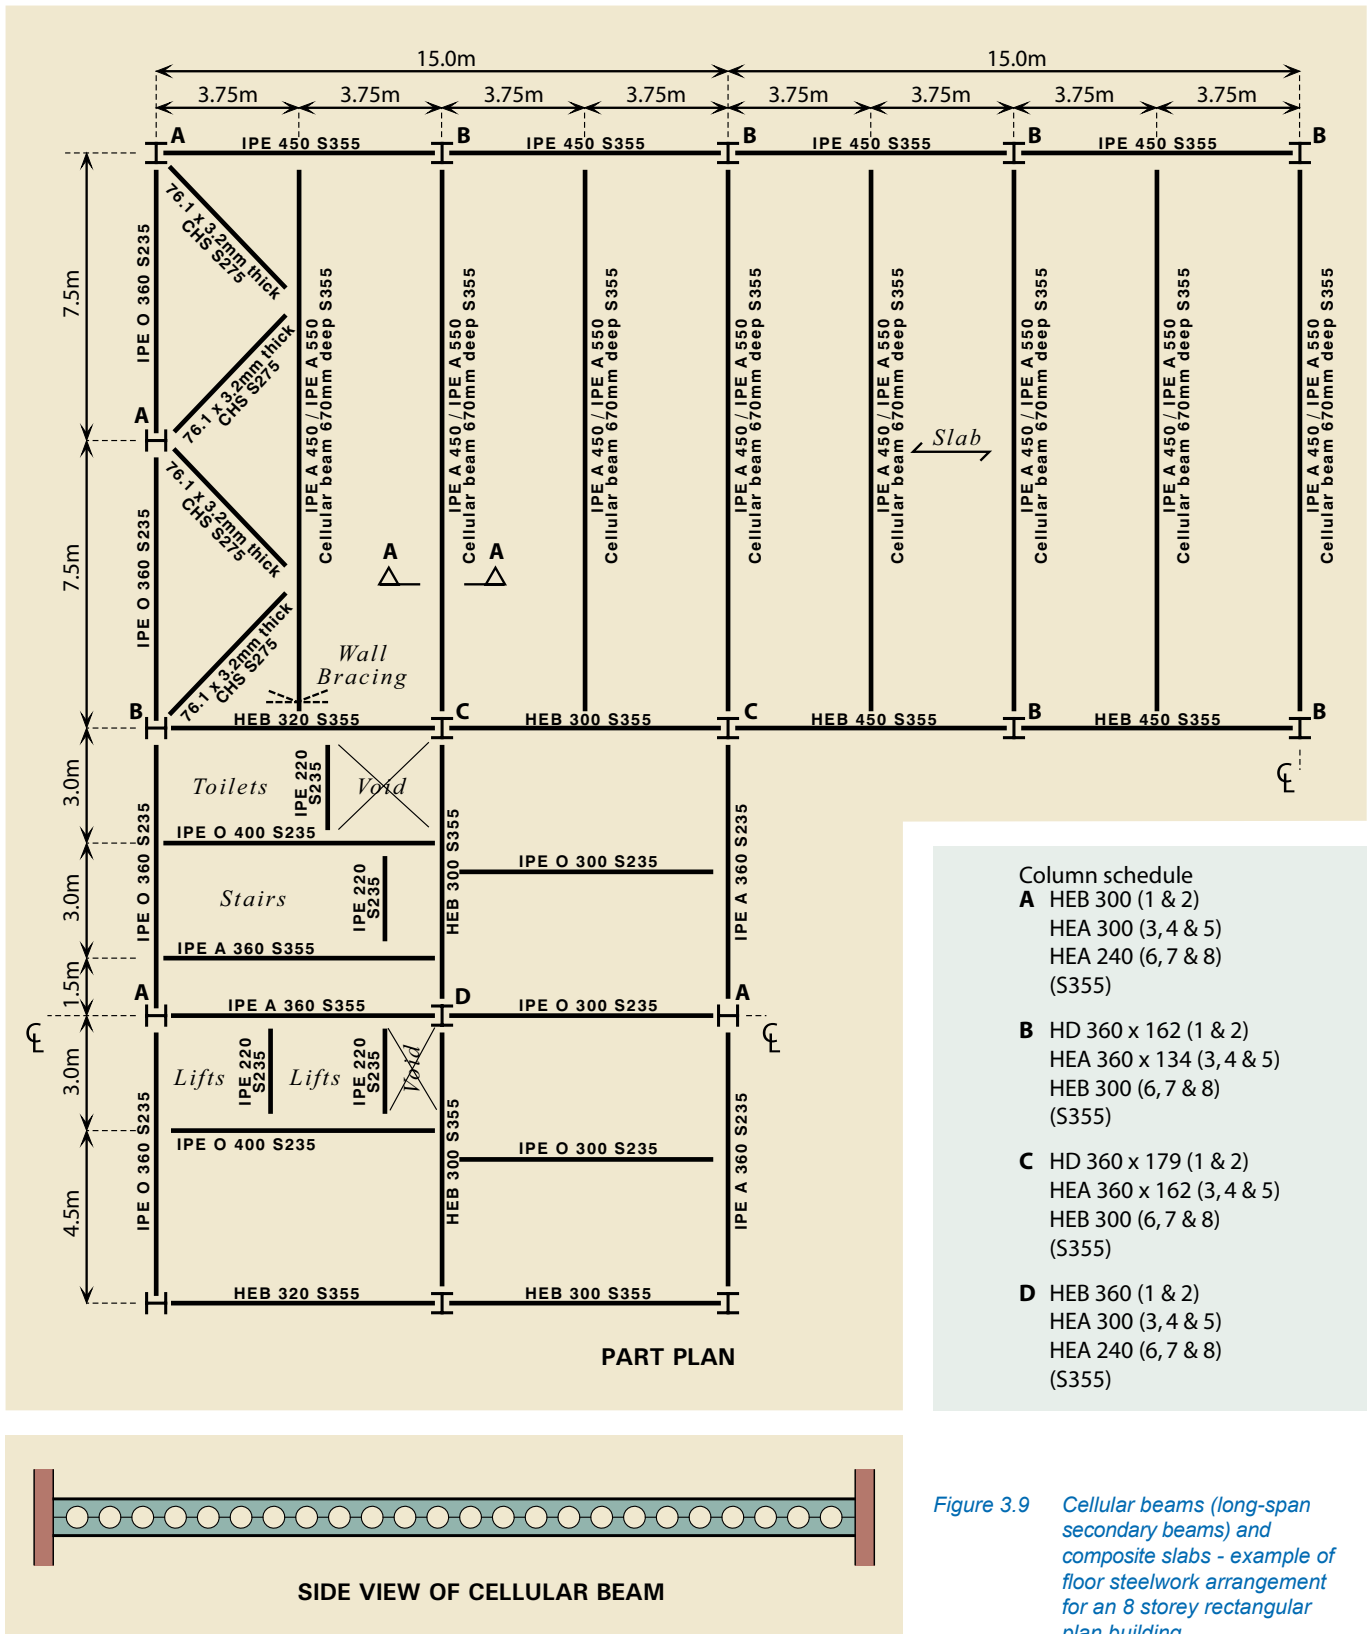 15.0m 15.0m
3.75m 3.75m 3.75m 3.75m 3.75m 3.75m 3.75m 3.75m
A B B B B
IPE 450 S355 IPE 450 S355 IPE 450 S355 IPE 450 S355
7.5m
IPE O 360 S235
76.1 x 3.2mm thick
CHS S275
76.1 x 3.2mm thick
CHS S275
A
7.5m
IPE O 360 S235
76.1 x 3.2mm thick
CHS S275
76.1 x 3.2mm thick
CHS S275
IPE A 450 / IPE A 550
Cellular beam 670mm deep S355
IPE A 450 / IPE A 550
Cellular beam 670mm deep S355
IPE A 450 / IPE A 550
Cellular beam 670mm deep S355
IPE A 450 / IPE A 550
Cellular beam 670mm deep S355
IPE A 450 / IPE A 550
Cellular beam 670mm deep S355
IPE A 450 / IPE A 550
Cellular beam 670mm deep S355
IPE A 450 / IPE A 550
Cellular beam 670mm deep S355
IPE A 450 / IPE A 550
Cellular beam 670mm deep S355
Slab
A A
Wall
Bracing
B C C B B
HEB 320 S355 HEB 300 S355 HEB 450 S355 HEB 450 S355
CL
3.0m
Toilets
IPE 220
S235
Void
IPE O 400 S235
3.0m
IPE O 360 S235
Stairs
IPE 220
S235
HEB 300 S355
IPE O 300 S235
IPE A 360 S235
IPE A 360 S355
1.5m
A D A
IPE A 360 S355 IPE O 300 S235
CL CL
3.0m
Lifts
IPE 220
S235
Lifts
IPE 220
S235
Void
IPE O 400 S235
4.5m
IPE O 360 S235
HEB 300 S355
IPE O 300 S235
IPE A 360 S235
HEB 320 S355 HEB 300 S355
PART PLAN
Column schedule
A HEB 300 (1 & 2)
HEA 300 (3, 4 & 5)
HEA 240 (6, 7 & 8)
(S355)
B HD 360 x 162 (1 & 2)
HEA 360 x 134 (3, 4 & 5)
HEB 300 (6, 7 & 8)
(S355)
C HD 360 x 179 (1 & 2)
HEA 360 x 162 (3, 4 & 5)
HEB 300 (6, 7 & 8)
(S355)
D HEB 360 (1 & 2)
HEA 300 (3, 4 & 5)
HEA 240 (6, 7 & 8)
(S355)
SIDE VIEW OF CELLULAR BEAM
Figure 3.9 Cellular beams (long-span
secondary beams) and
composite slabs - example of
floor steelwork arrangement
for an 8 storey rectangular
plan building